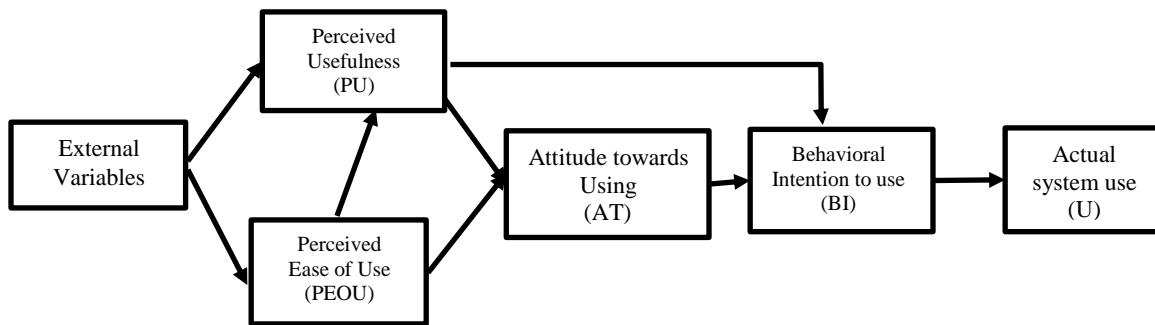 External
Variables
Perceived
Usefulness
(PU)
Perceived
Ease of Use
(PEOU)
Attitude towards
Using
(AT)
Behavioral
Intention to use
(BI)
Actual
system use
(U)